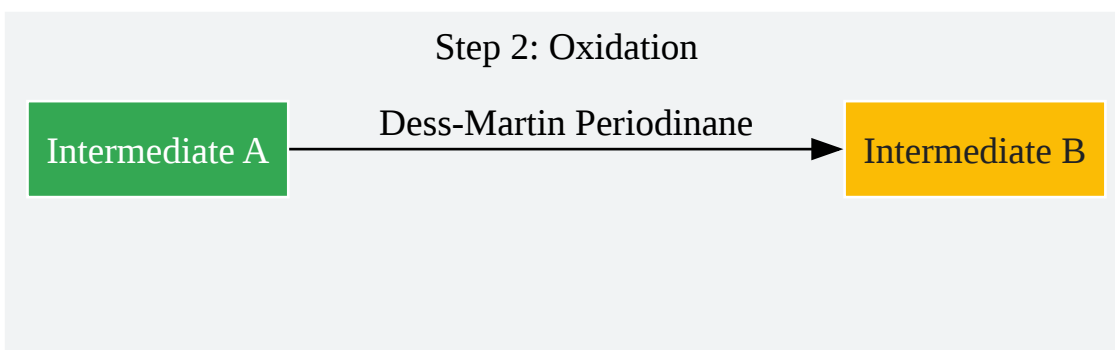 Step 2: Oxidation
Dess-Martin Periodinane
Intermediate A
Intermediate B